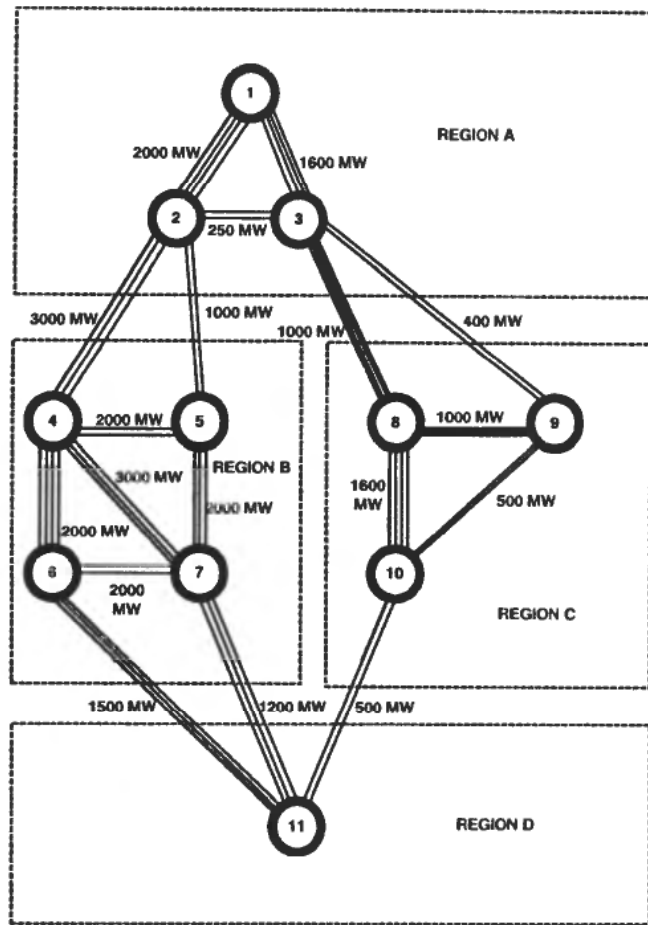 1
REGION A
2000 MW
1600 MW
2
3
250 MW
3000 MW
1000 MW
1000 MW
400 MW
4
2000 MW
5
8
1000 MW
9
REGION B
3000 MW
1600
MW
500 MW
2000 MW
2000 MW
6
2000
MW
7
10
REGION C
1500 MW
1200 MW
500 MW
11
REGION D